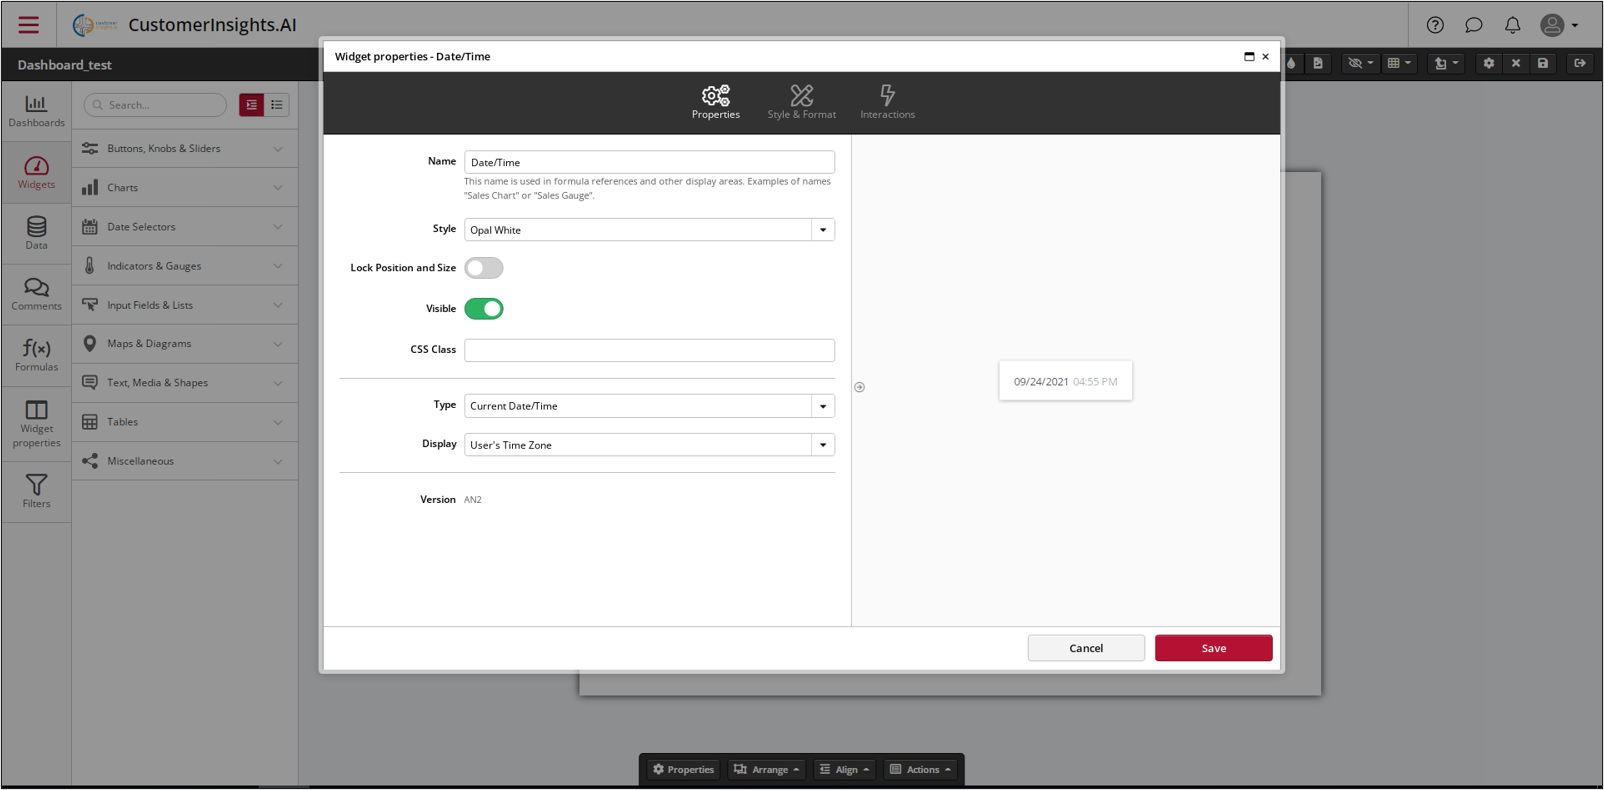 CustomerInsights.AI
Dashboard_test
Widget properties - Date/Time
Properties
Style & Format
Interactions
Dashboards
Widgets
Data
Comments
Formulas
Widget
properties
Filters
Search...
Buttons, Knobs & Sliders
Charts
Date Selectors
Indicators & Gauges
Input Fields & Lists
Maps & Diagrams
Text, Media & Shapes
Tables
Miscellaneous
Name
Date/Time
This name is used in formula references and other display areas. Examples of names
"Sales Chart" or "Sales Gauge".
Style
Opal White
Lock Position and Size
Visible
CSS Class
Type
Current Date/Time
Display
User's Time Zone
Version AN2
09/24/2021 04:55 PM
Cancel
Save
Properties
Arrange
Align
Actions